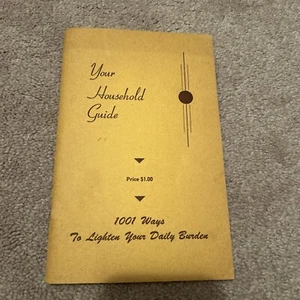 Your
Household
Guide
Price $1.00
1001 Ways
To Lighten Your Daily Burden